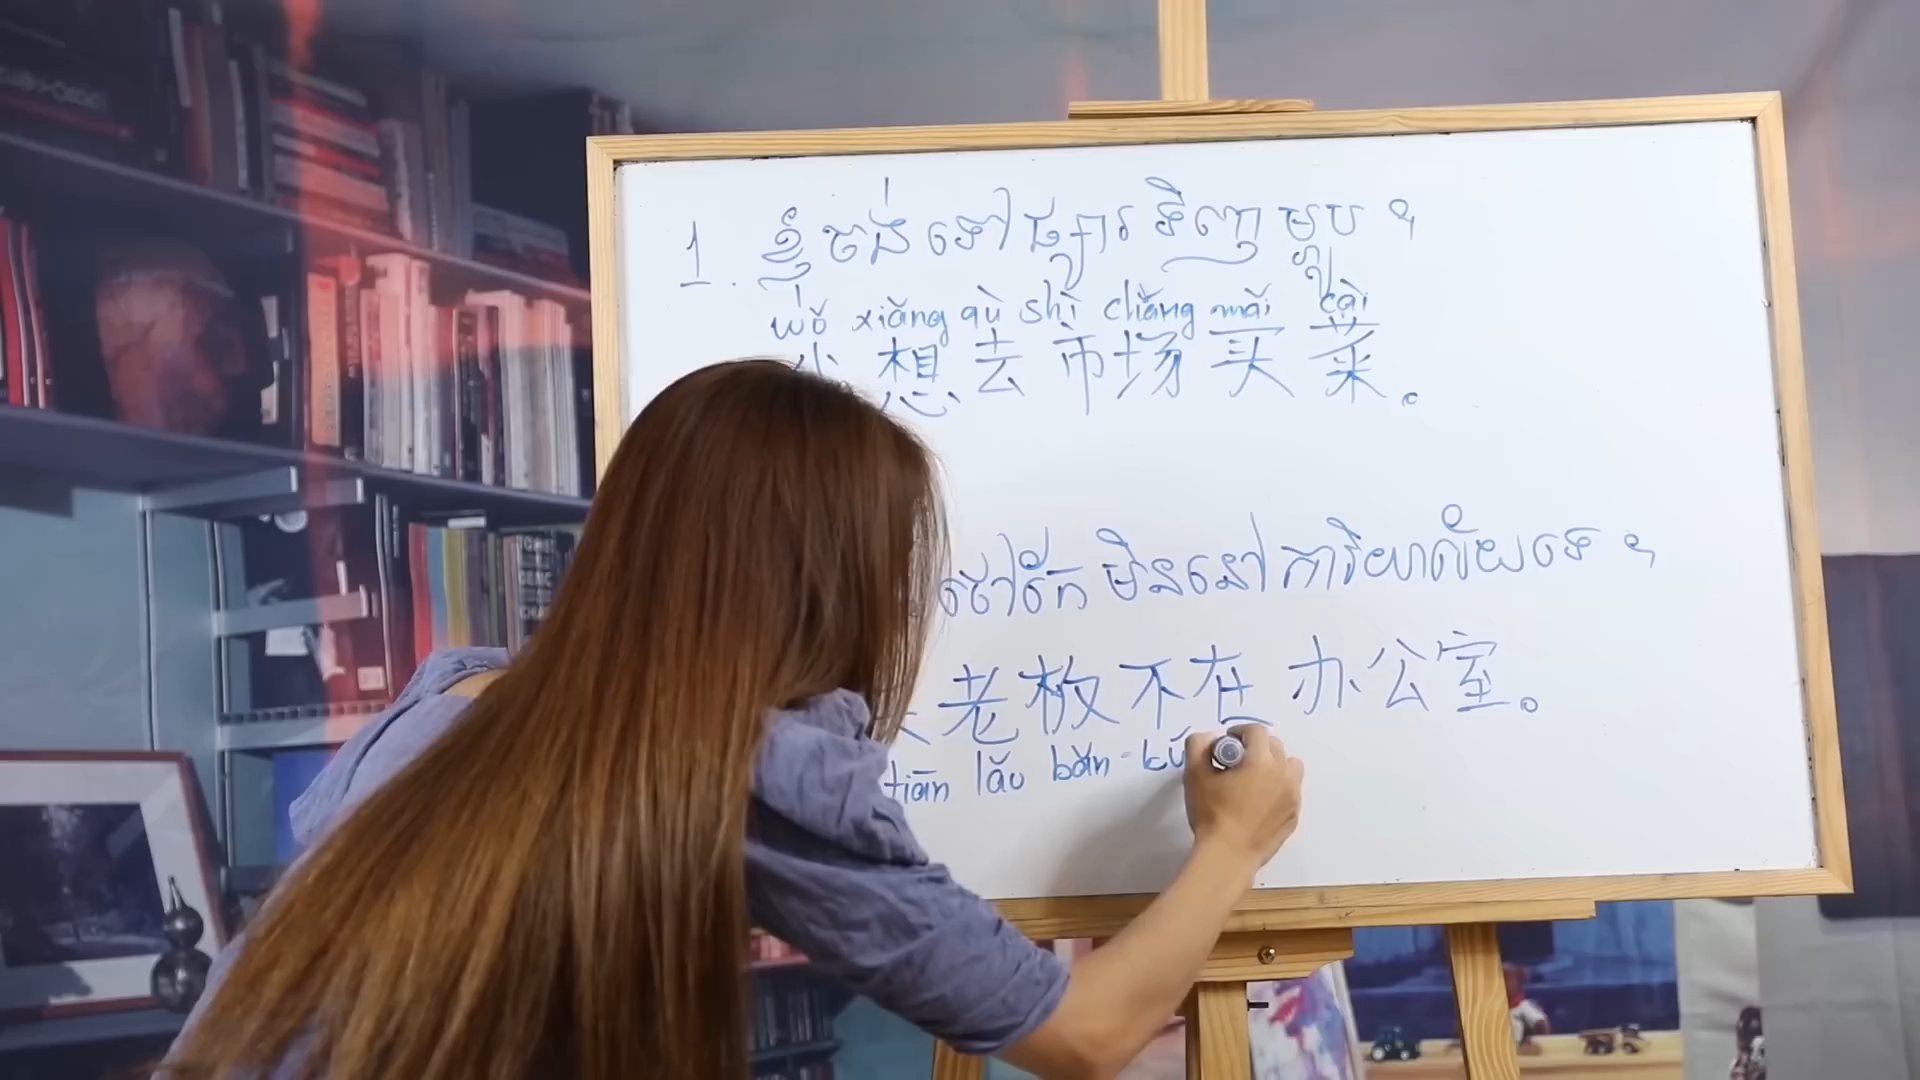 1. ខ្ញុំចង់ទៅផ្សារទិញម្ហូប។
wǒ xiǎng qù shì chǎng mǎi cài
想去市场买菜。
ថៅកែ មិននៅការិយាល័យទេ។
老板不在办公室。
tiān lǎo bǎn